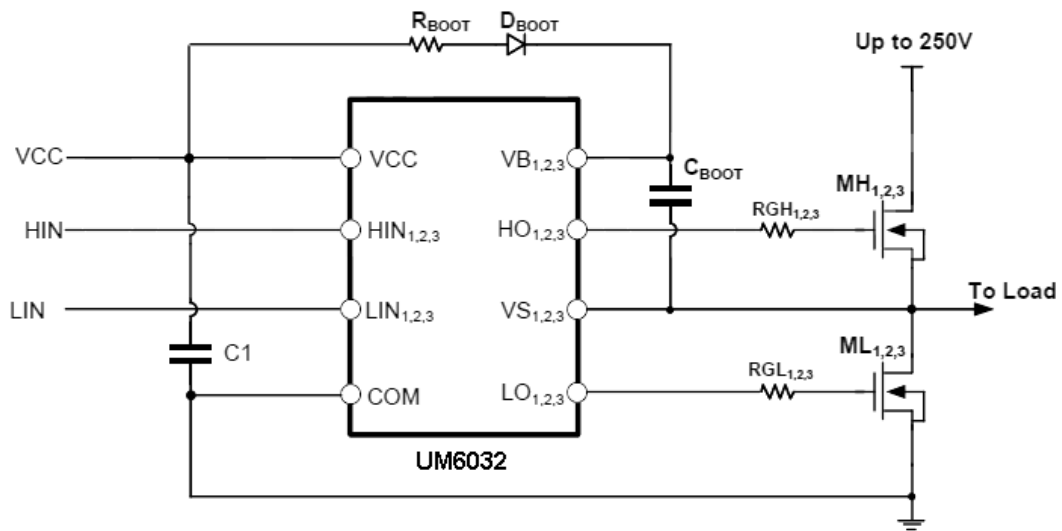 RBOOT DBOOT
Up to 250V
VCC VCC VB1,2,3
CBOOT
MH1,2,3
RGH1,2,3
HIN HIN1,2,3 HO1,2,3
To Load
LIN LIN1,2,3 VS1,2,3
ML1,2,3
C1
RGL1,2,3
COM LO1,2,3
UM6032